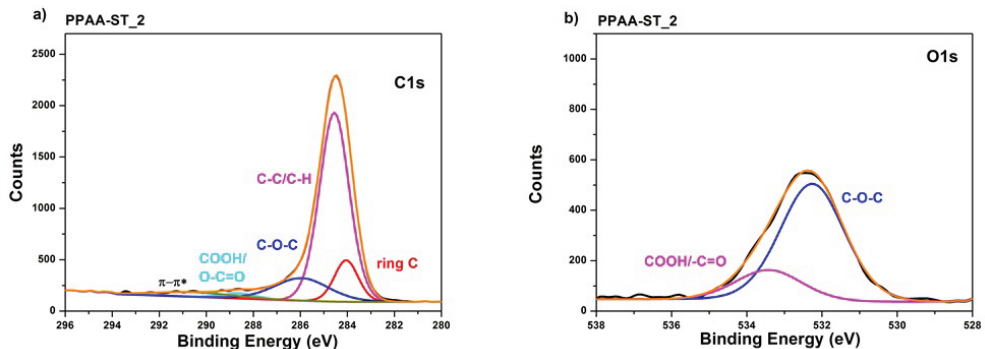 a)
PPAA-ST_2
C1s
2500
2000
1500
1000
500
0
Counts
C-C/C-H
C-O-C
COOH/
O-C=O
π-π*
ring C
296 294 292 290 288 286 284 282 280
Binding Energy (eV)
b)
PPAA-ST_2
O1s
1000
800
600
400
200
0
Counts
C-O-C
COOH/-C=O
538 536 534 532 530 528
Binding Energy (eV)